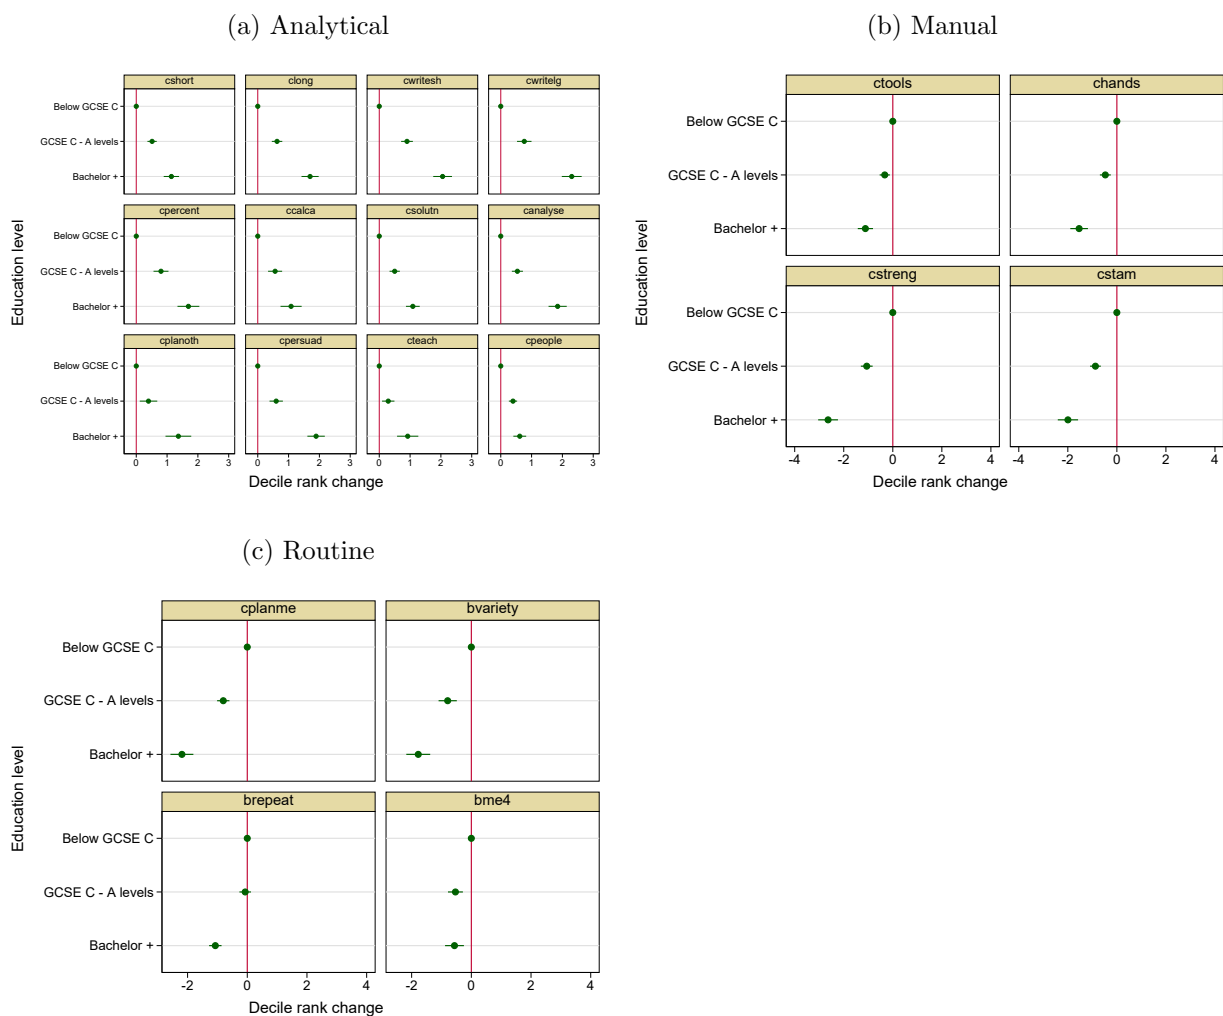 (a) Analytical
cshort clong cwritesh cwritelg
Below GCSE C
GCSE C - A levels
Bachelor +
cpercent ccalca csolutn canalyse
Below GCSE C
GCSE C - A levels
Bachelor +
cplanoth cpersuad cteach cpeople
Below GCSE C
GCSE C - A levels
Bachelor +
0 1 2 3 0 1 2 3 0 1 2 3 0 1 2 3
Education level
Decile rank change
(b) Manual
ctools chands
Below GCSE C
GCSE C - A levels
Bachelor +
cstreng cstam
Below GCSE C
GCSE C - A levels
Bachelor +
-4 -2 0 2 4 -4 -2 0 2 4
Education level
Decile rank change
(c) Routine
cplanme bvariety
Below GCSE C
GCSE C - A levels
Bachelor +
brepeat bme4
Below GCSE C
GCSE C - A levels
Bachelor +
-2 0 2 4 -2 0 2 4
Education level
Decile rank change